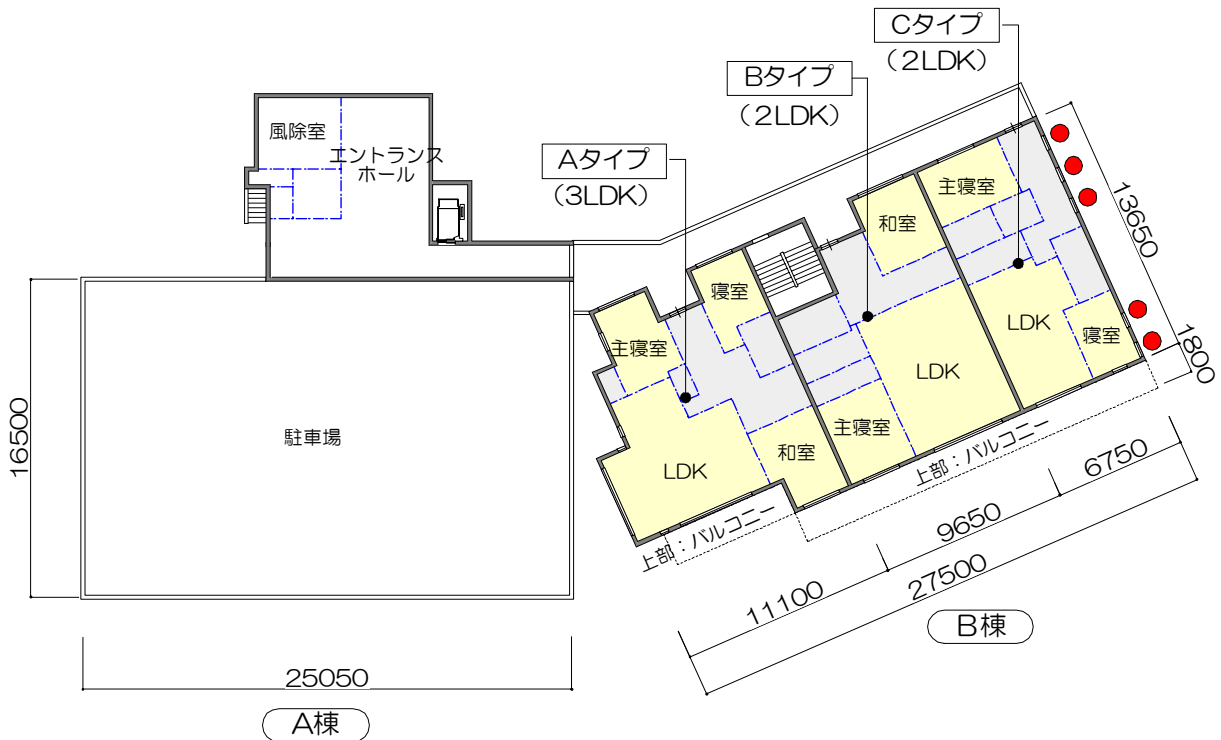 Cタイプ
（2LDK）
Bタイプ
（2LDK）
Aタイプ
（3LDK）
風除室
エントランス
ホール
主寝室
和室
寝室
主寝室
LDK
LDK
寝室
LDK
主寝室
和室
LDK
駐車場
13650
1800
16500
上部：バルコニー
上部：バルコニー
6750
9650
11100
27500
B棟
25050
A棟